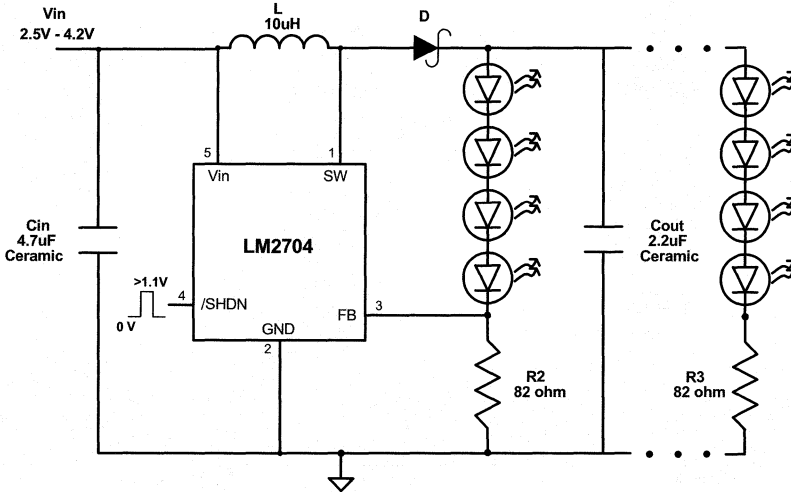 Vin
2.5V - 4.2V
L
10uH
D
5
1
Vin
SW
Cin
4.7uF
Ceramic
LM2704
Cout
2.2uF
Ceramic
>1.1V
0 V
4
/SHDN
FB
3
GND
2
R2
82 ohm
R3
82 ohm